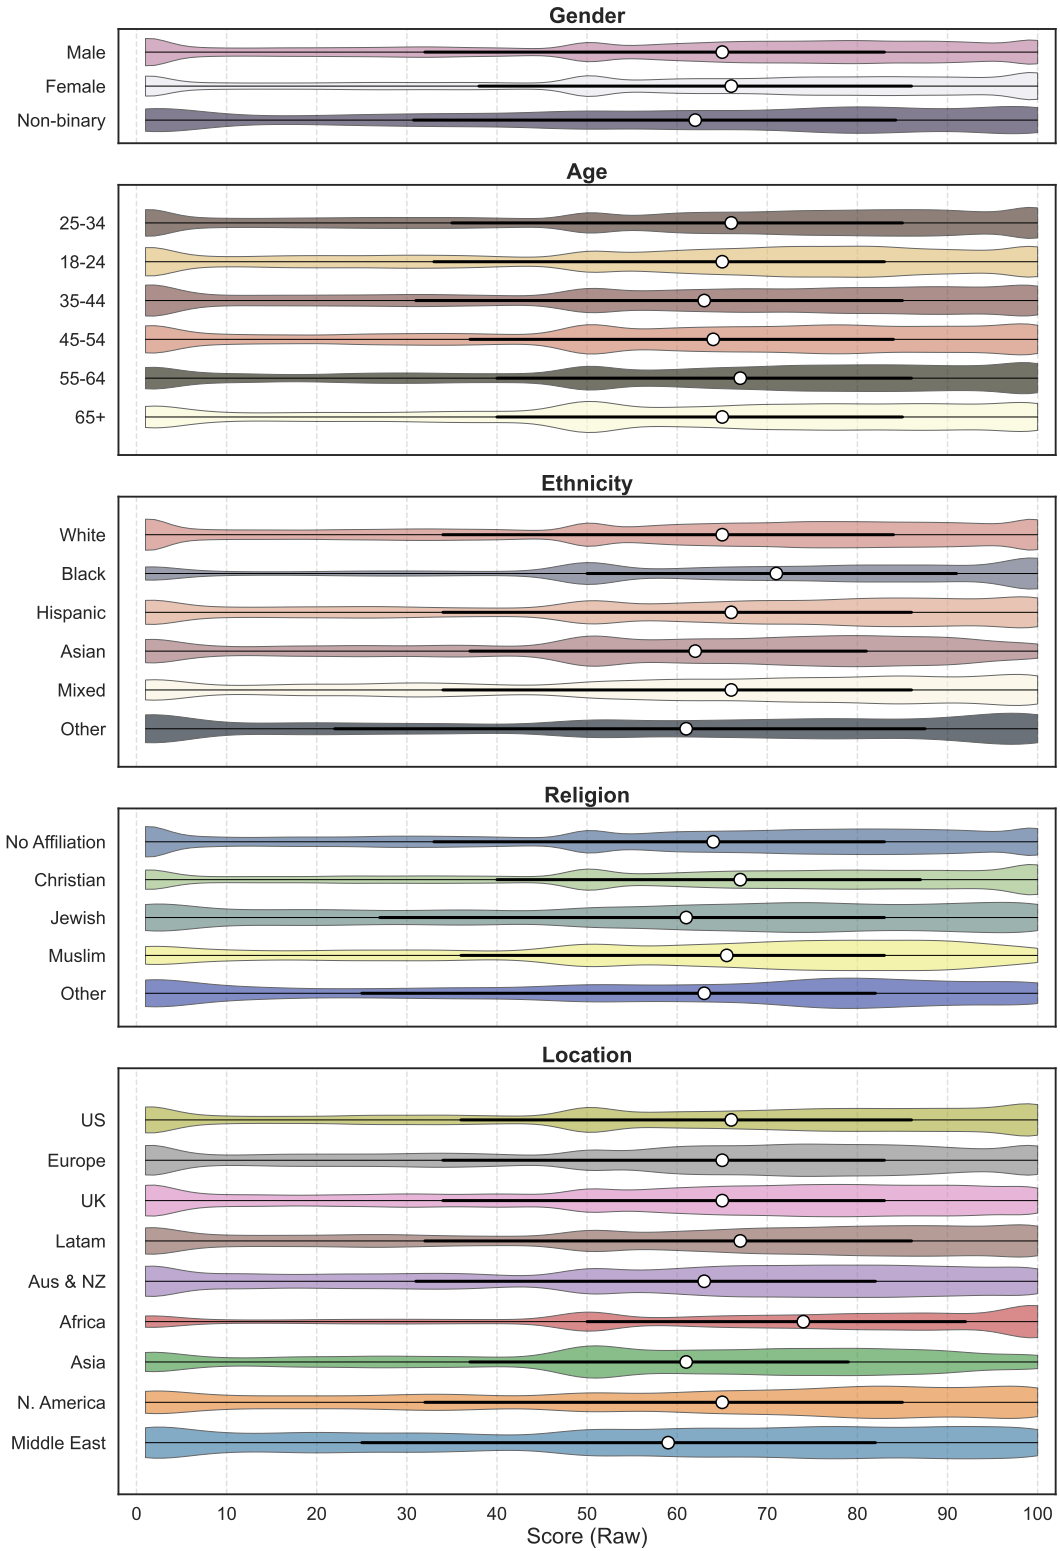 Gender
Male
Female
Non-binary
Age
25-34
18-24
35-44
45-54
55-64
65+
Ethnicity
White
Black
Hispanic
Asian
Mixed
Other
Religion
No Affiliation
Christian
Jewish
Muslim
Other
Location
US
Europe
UK
Latam
Aus & NZ
Africa
Asia
N. America
Middle East
0 10 20 30 40 50 60 70 80 90 100
Score (Raw)